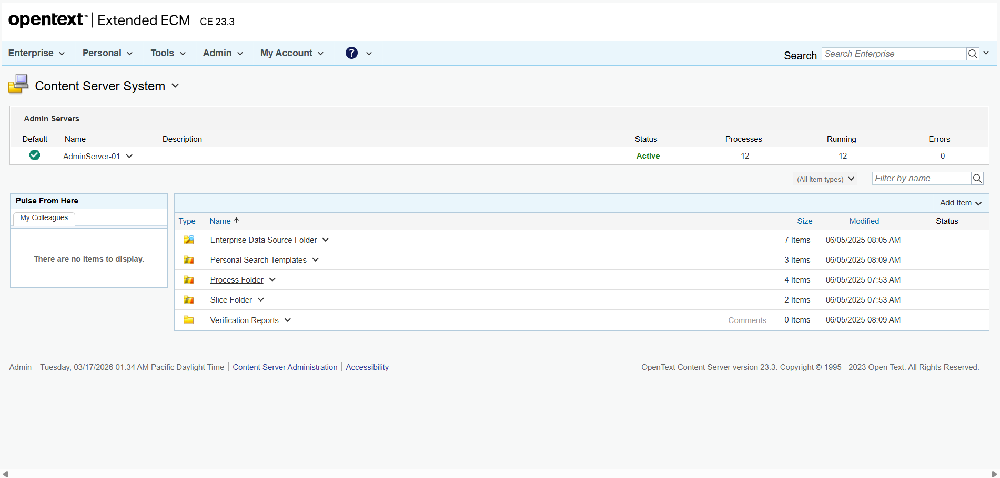 opentext™ | Extended ECM CE 23.3
Enterprise Personal Tools Admin My Account ? Search Search Enterprise
Content Server System
Admin Servers
Default Name Description Status Processes Running Errors
AdminServer-01 Active 12 12 0
(All item types) Filter by name
Pulse From Here
My Colleagues
There are no items to display.
Add Item
Type Name Size Modified Status
Enterprise Data Source Folder 7 Items 06/05/2025 08:05 AM
Personal Search Templates 3 Items 06/05/2025 08:09 AM
Process Folder 4 Items 06/05/2025 07:53 AM
Slice Folder 2 Items 06/05/2025 07:53 AM
Verification Reports Comments 0 Items 06/05/2025 08:09 AM
Admin | Tuesday, 03/17/2026 01:34 AM Pacific Daylight Time | Content Server Administration | Accessibility OpenText Content Server version 23.3. Copyright © 1995 - 2023 Open Text. All Rights Reserved.